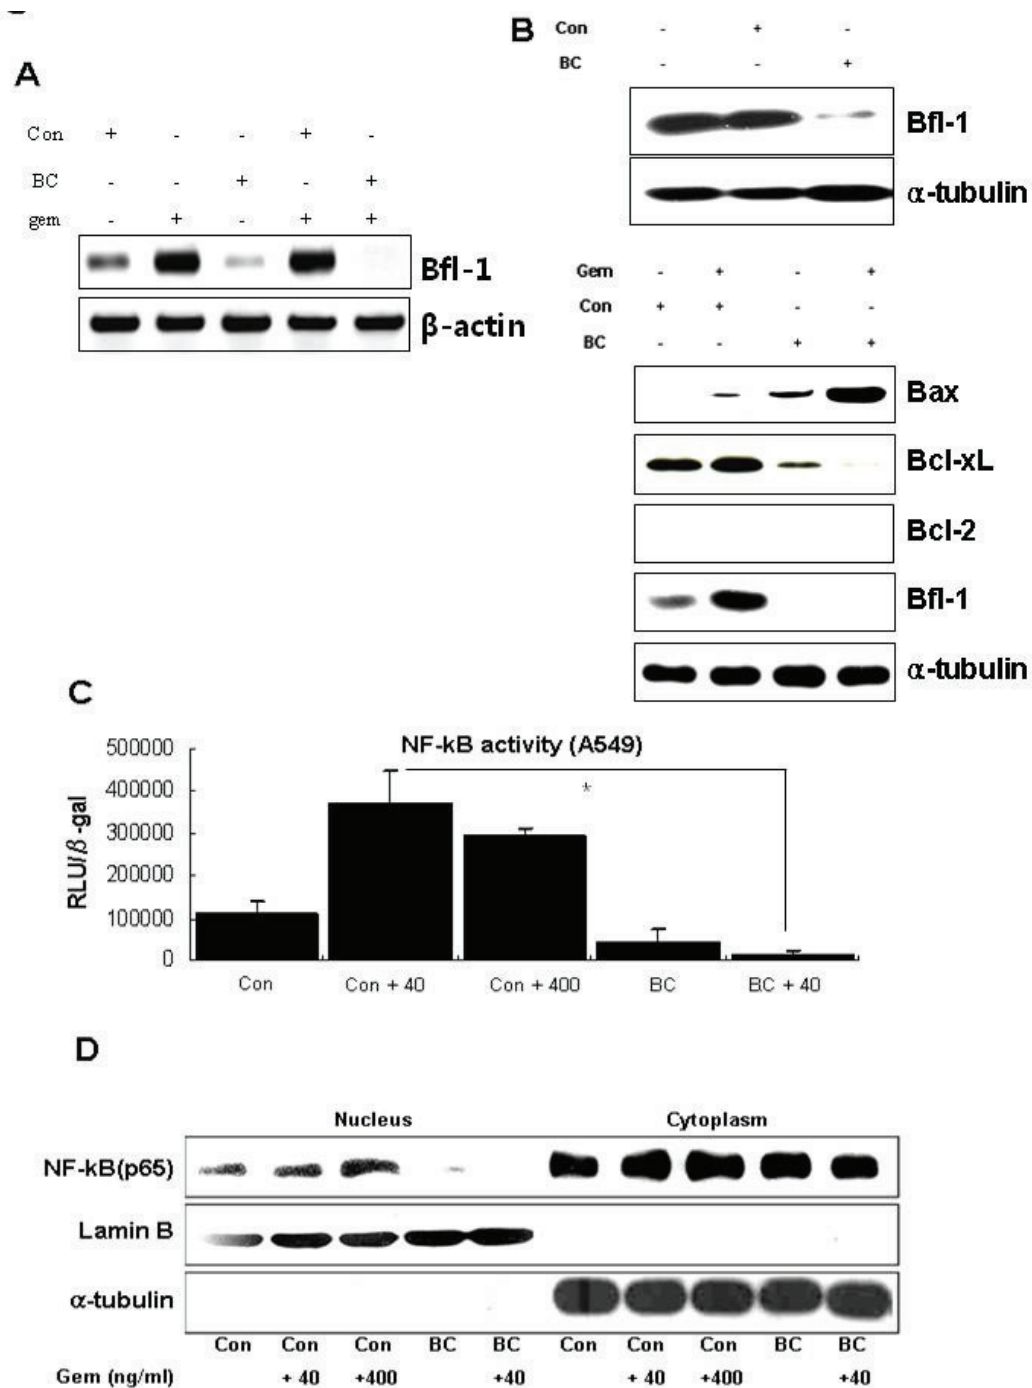 A
Con + - - + -
BC - - + - +
gem - + - + +
Bfl-1
β-actin
B
Con - + -
BC - - +
Bfl-1
α-tubulin
Gem - + - +
Con + + - -
BC - - + +
Bax
Bcl-xL
Bcl-2
Bfl-1
α-tubulin
C
NF-kB activity (A549)
*
RLU/β-gal
500000
400000
300000
200000
100000
0
Con Con + 40 Con + 400 BC BC + 40
D
Nucleus Cytoplasm
NF-kB(p65)
Lamin B
α-tubulin
Con Con Con BC BC Con Con Con BC BC
Gem (ng/ml) + 40 +400 +40 + 40 +400 +40